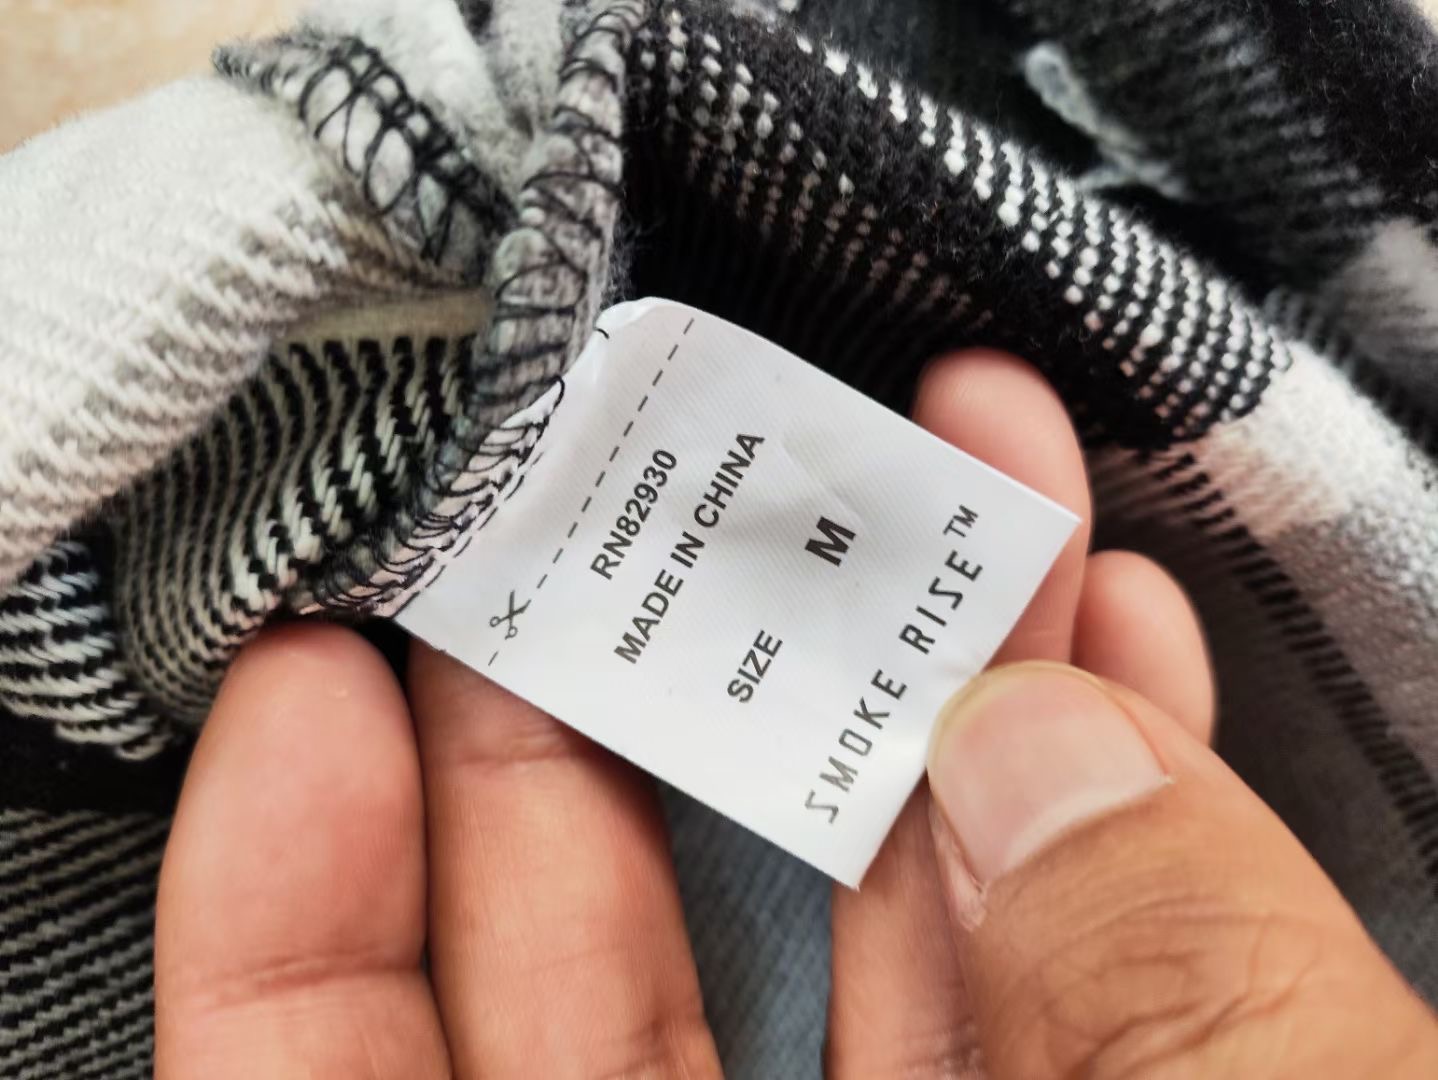 RN82930
MADE IN CHINA
SIZE M
SMOKE RISE™